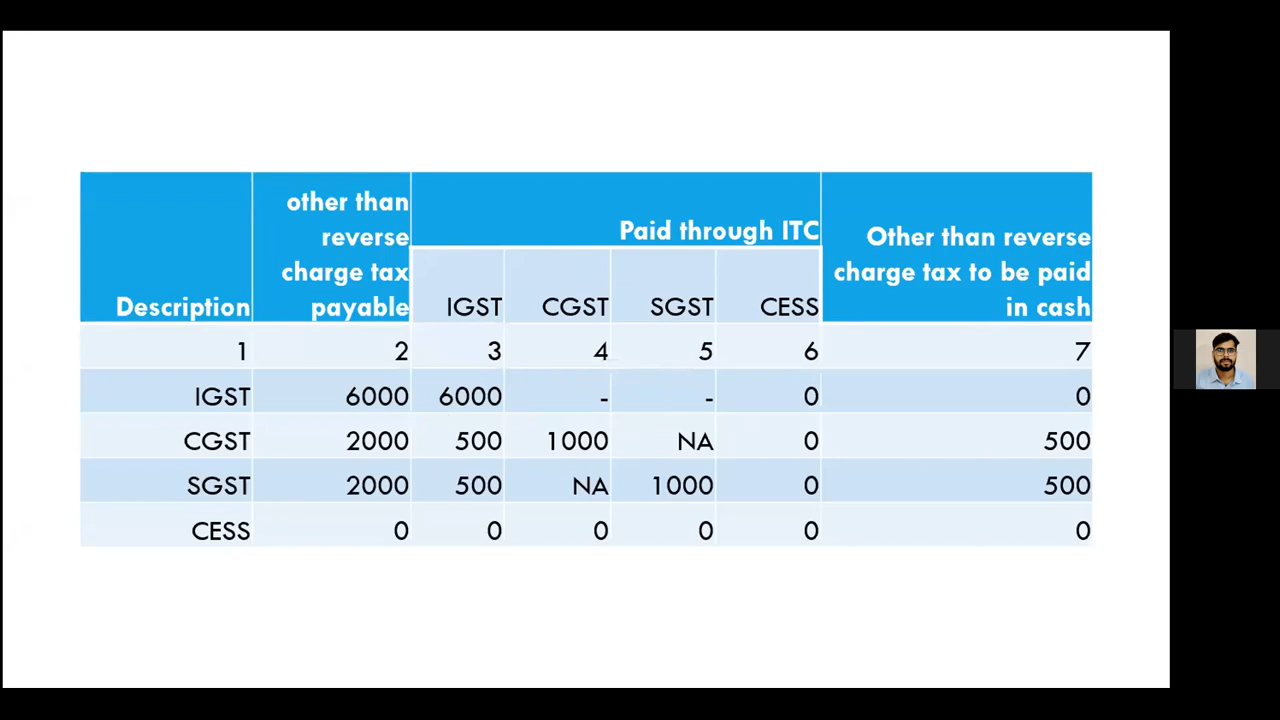 Description
other than
reverse
charge tax
payable
Paid through ITC
IGST CGST SGST CESS
Other than reverse
charge tax to be paid
in cash
1 2 3 4 5 6 7
IGST 6000 6000 - - 0 0
CGST 2000 500 1000 NA 0 500
SGST 2000 500 NA 1000 0 500
CESS 0 0 0 0 0 0